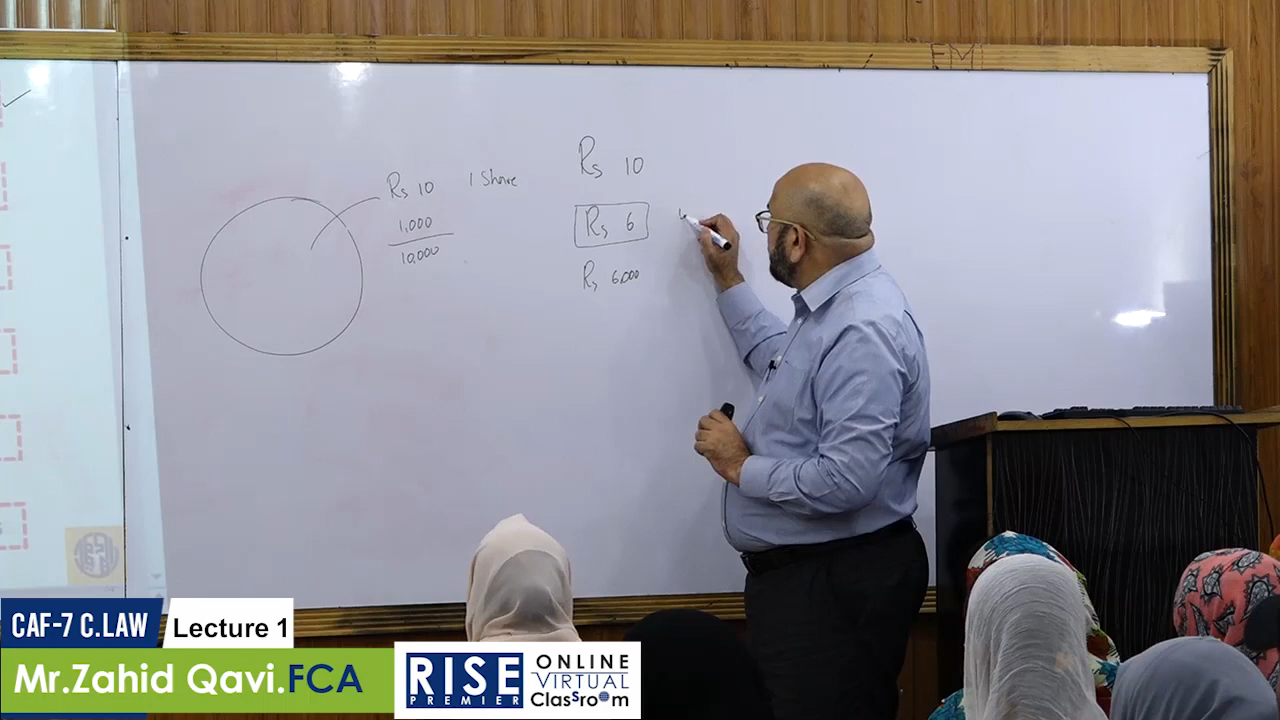 EMI
Rs 10 1 Share
1,000
10,000
Rs 10
Rs 6
Rs 6,000
CAF-7 C.LAW
Lecture 1
Mr.Zahid Qavi.FCA
RISE
PREMIER
ONLINE
VIRTUAL
Classroom